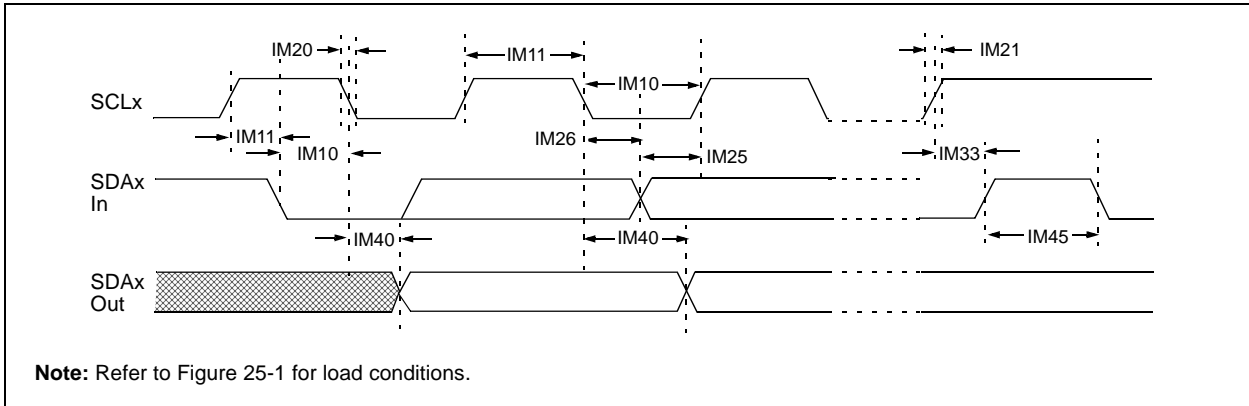 IM20
IM11
IM21
IM10
SCLx
IM11
IM26
IM10
IM25
IM33
SDAx
In
IM40
IM40
IM45
SDAx
Out
Note: Refer to Figure 25-1 for load conditions.